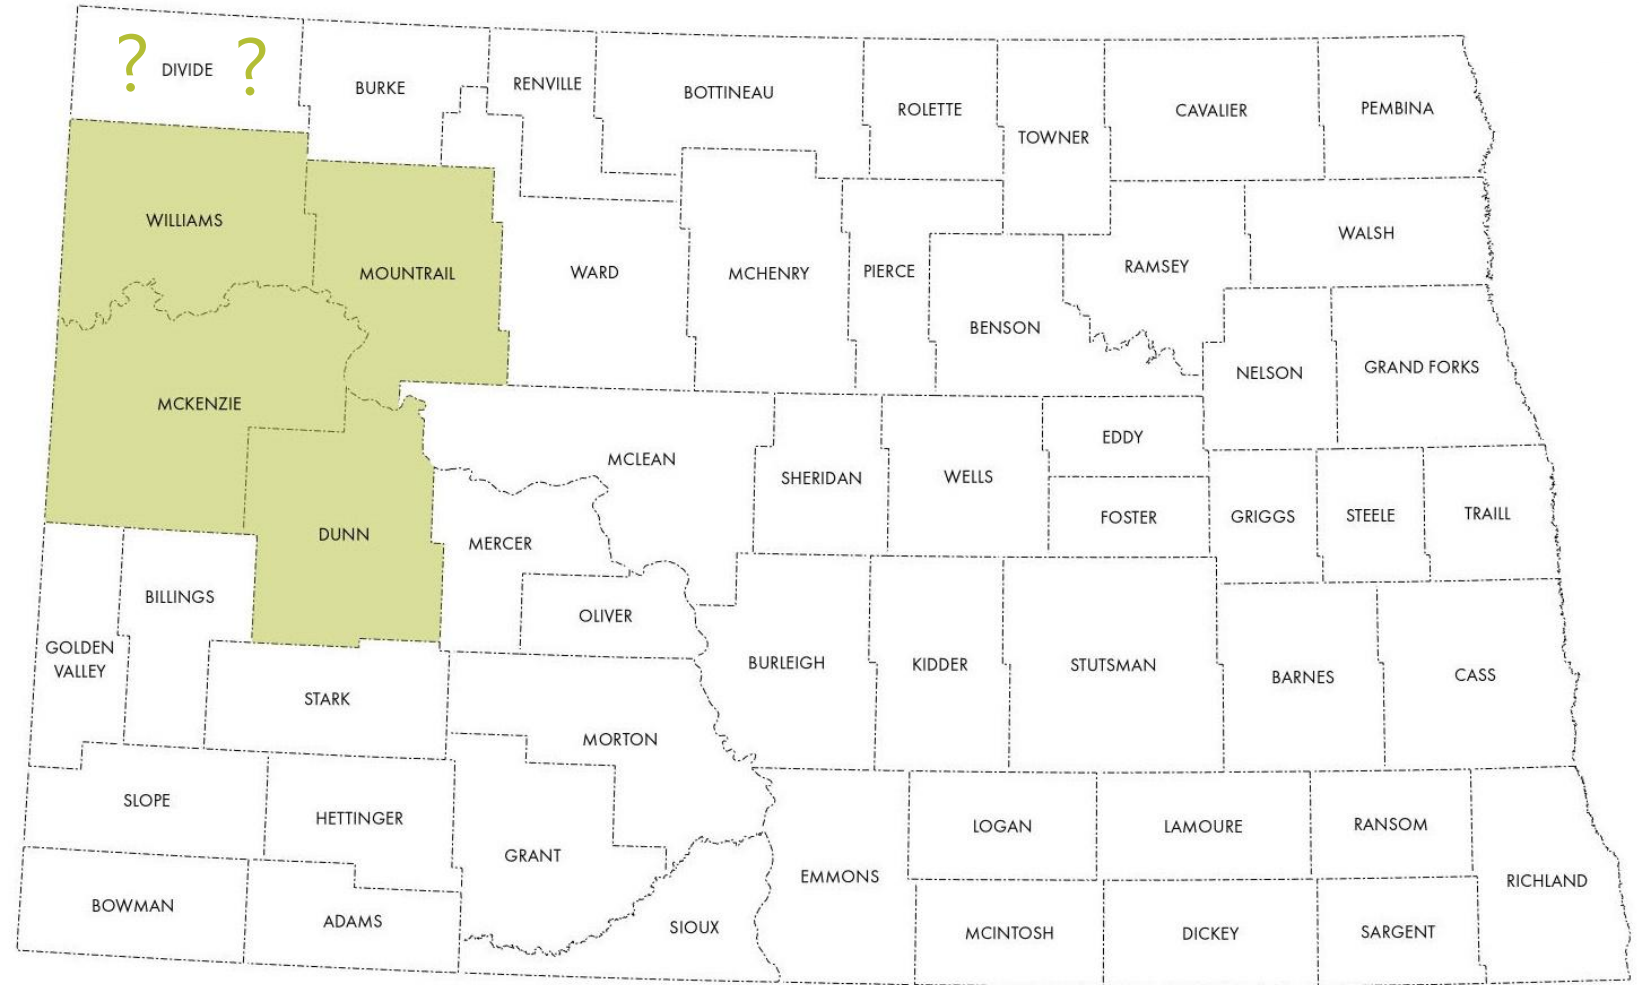 ? DIVIDE ?
BURKE
RENVILLE
BOTTINEAU
ROLETTE
TOWNER
CAVALIER
PEMBINA
WILLIAMS
MOUNTRAIL
WARD
MCHENRY
PIERCE
BENSON
RAMSEY
WALSH
NELSON
GRAND FORKS
MCKENZIE
DUNN
MCLEAN
MERCER
OLIVER
SHERIDAN
WELLS
EDDY
FOSTER
GRIGGS
STEELE
TRAILL
BILLINGS
GOLDEN
VALLEY
STARK
MORTON
BURLEIGH
KIDDER
STUTSMAN
BARNES
CASS
SLOPE
HETTINGER
GRANT
BOWMAN
ADAMS
SIOUX
EMMONS
LOGAN
LAMOURE
RANSOM
RICHLAND
MCINTOSH
DICKEY
SARGENT